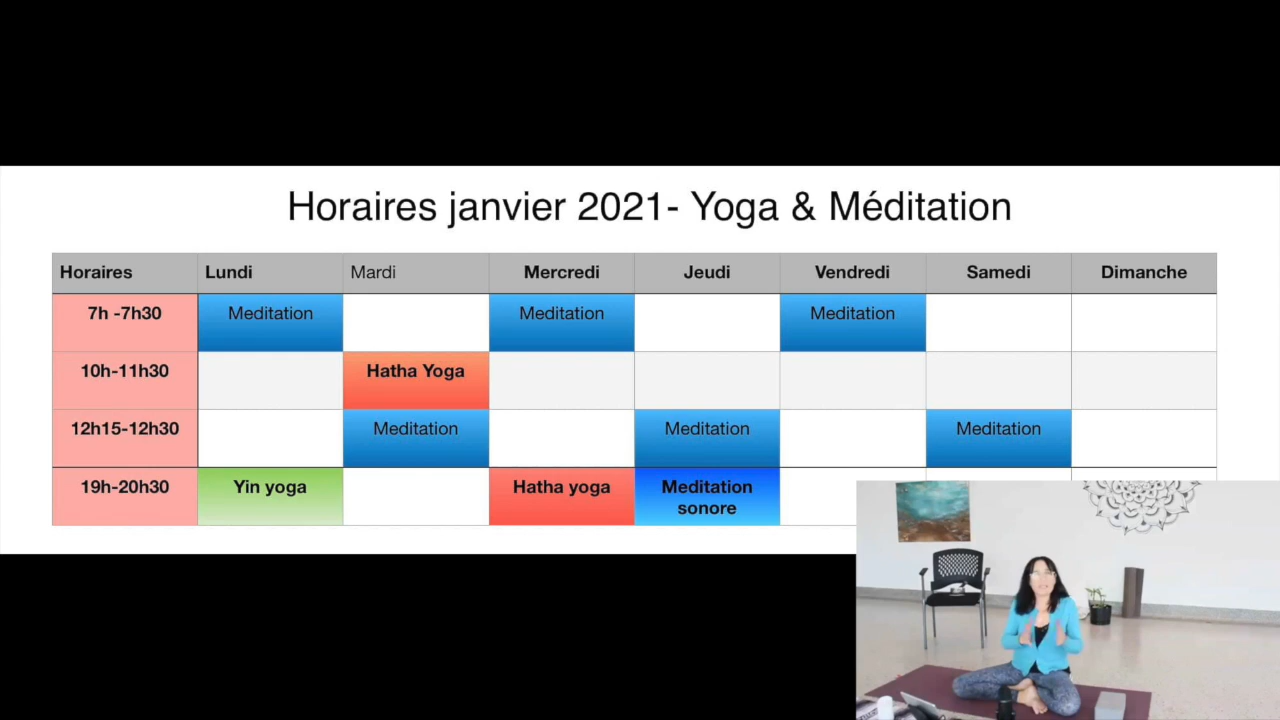 Horaires janvier 2021- Yoga & Méditation
Horaires Lundi Mardi Mercredi Jeudi Vendredi Samedi Dimanche
7h -7h30 Meditation Meditation Meditation
10h-11h30 Hatha Yoga
12h15-12h30 Meditation Meditation Meditation
19h-20h30 Yin yoga Hatha yoga Meditation
sonore